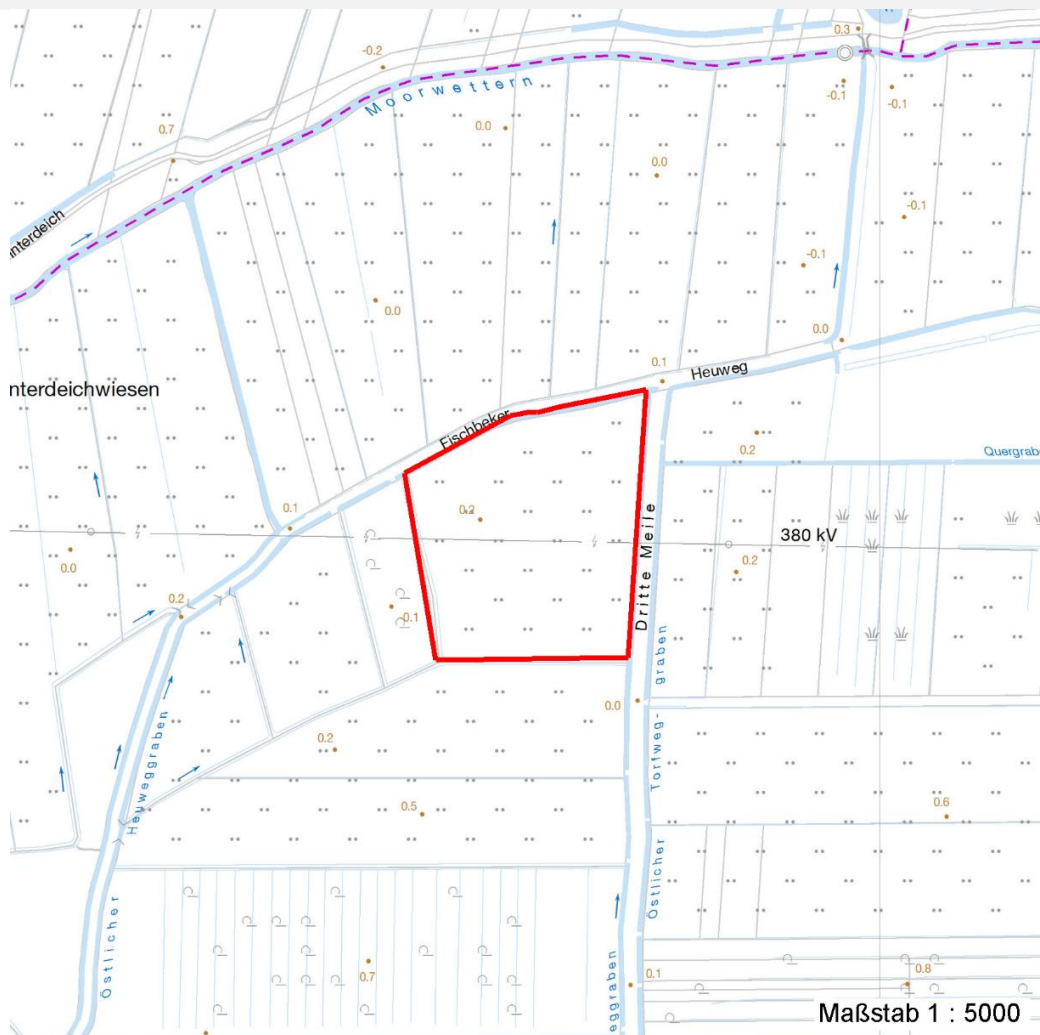 0.3
-0.2
Moorwettern
-0.1
-0.1
0.7
0.0
0.0
-0.1
-0.1
0.0
0.0
0.1
Heuweg
nterdeichwiesen
Fischbeker
0.2
Quergrabe
0.2
0.1
Dritte Meile
380 kV
0.0
0.2
0.2
0.1
graben
0.0
0.2
Torfweg-
Heuweggraben
0.5
0.6
Östlicher
Östlicher
0.7
0.8
0.1
eggraben
Maßstab 1 : 5000